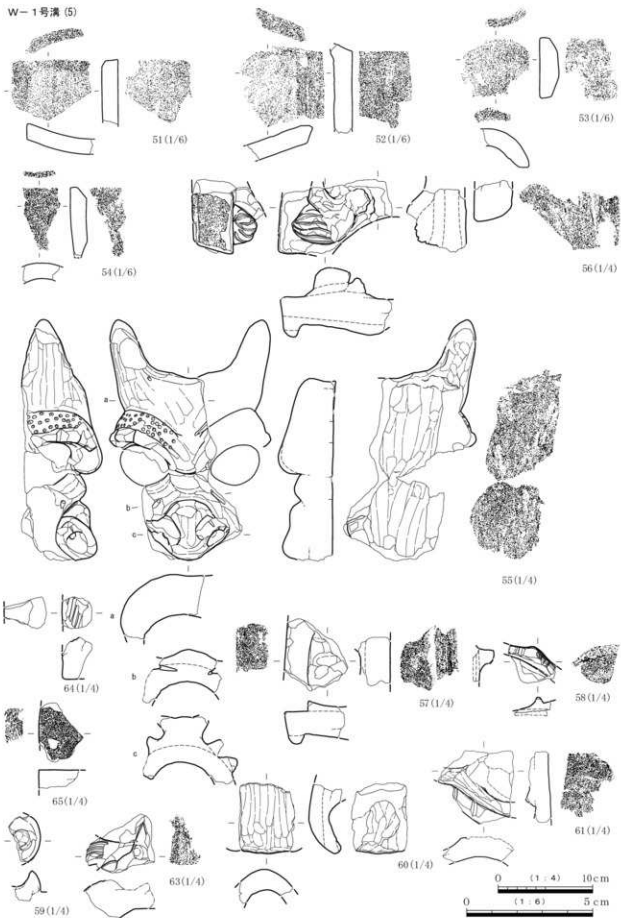 W－1号溝 (5)
51(1/6)
52(1/6)
53(1/6)
54(1/6)
56(1/4)
a
b
c
55(1/4)
64(1/4)
a
b
c
57(1/4)
58(1/4)
65(1/4)
59(1/4)
63(1/4)
60(1/4)
61(1/4)
0 (1：4) 10cm
0 (1：6) 5cm